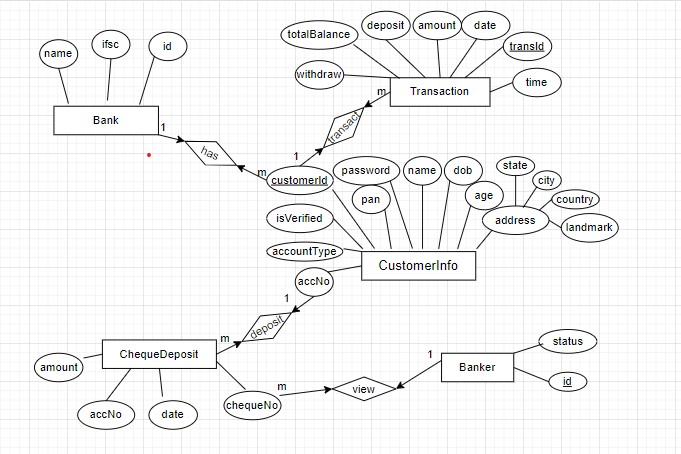 name
ifsc
id
Bank
1
has
m
totalBalance
deposit
amount
date
transId
withdraw
time
Transaction
m
transact
1
customerId
password
name
dob
pan
age
state
city
country
landmark
address
isVerified
accountType
CustomerInfo
accNo
1
deposit
m
ChequeDeposit
amount
accNo
date
chequeNo
m
view
1
Banker
status
id